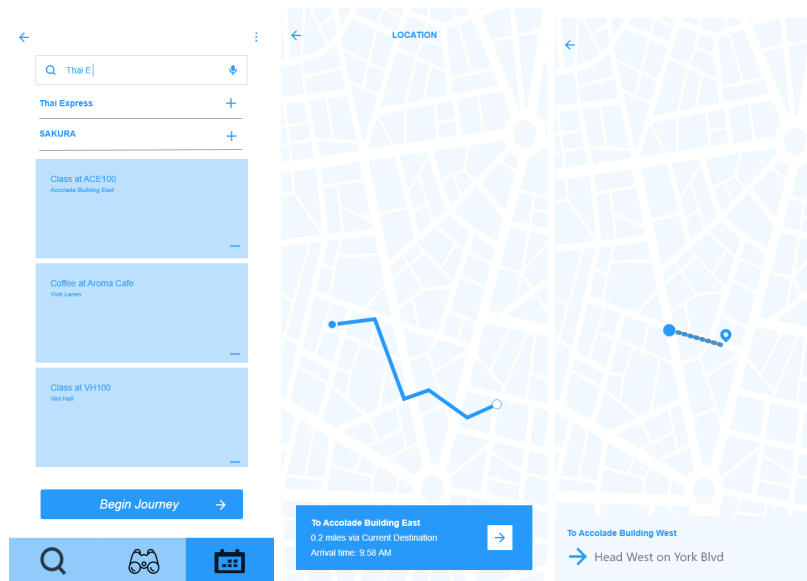 Thai E
Thai Express
SAKURA
Class at ACE100
Accolade Building East
Coffee at Aroma Cafe
York Lanes
Class at VH100
Vari Hall
Begin Journey
LOCATION
To Accolade Building East
0.2 miles via Current Destination
Arrival time: 9:58 AM
To Accolade Building West
Head West on York Blvd